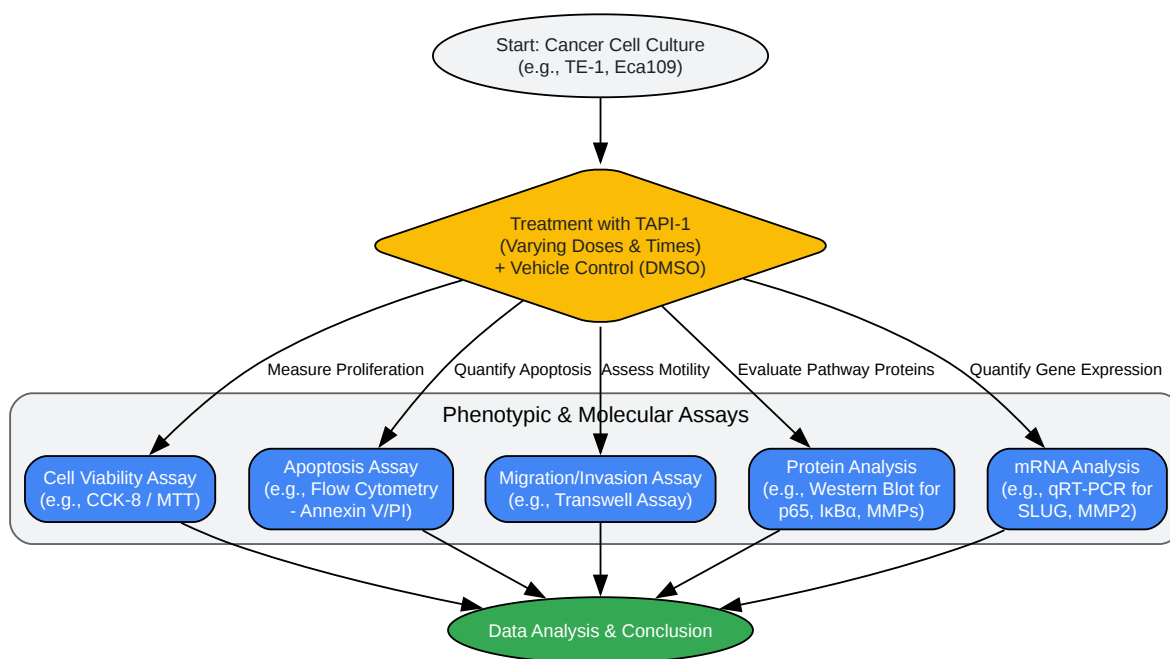 Start: Cancer Cell Culture
(e.g., TE-1, Eca109)
Treatment with TAPI-1
(Varying Doses & Times)
+ Vehicle Control (DMSO)
Measure Proliferation
Quantify Apoptosis
Assess Motility
Evaluate Pathway Proteins
Quantify Gene Expression
Phenotypic & Molecular Assays
Cell Viability Assay
(e.g., CCK-8 / MTT)
Apoptosis Assay
(e.g., Flow Cytometry
- Annexin V/PI)
Migration/Invasion Assay
(e.g., Transwell Assay)
Protein Analysis
(e.g., Western Blot for
p65, IκBα, MMPs)
mRNA Analysis
(e.g., qRT-PCR for
SLUG, MMP2)
Data Analysis & Conclusion